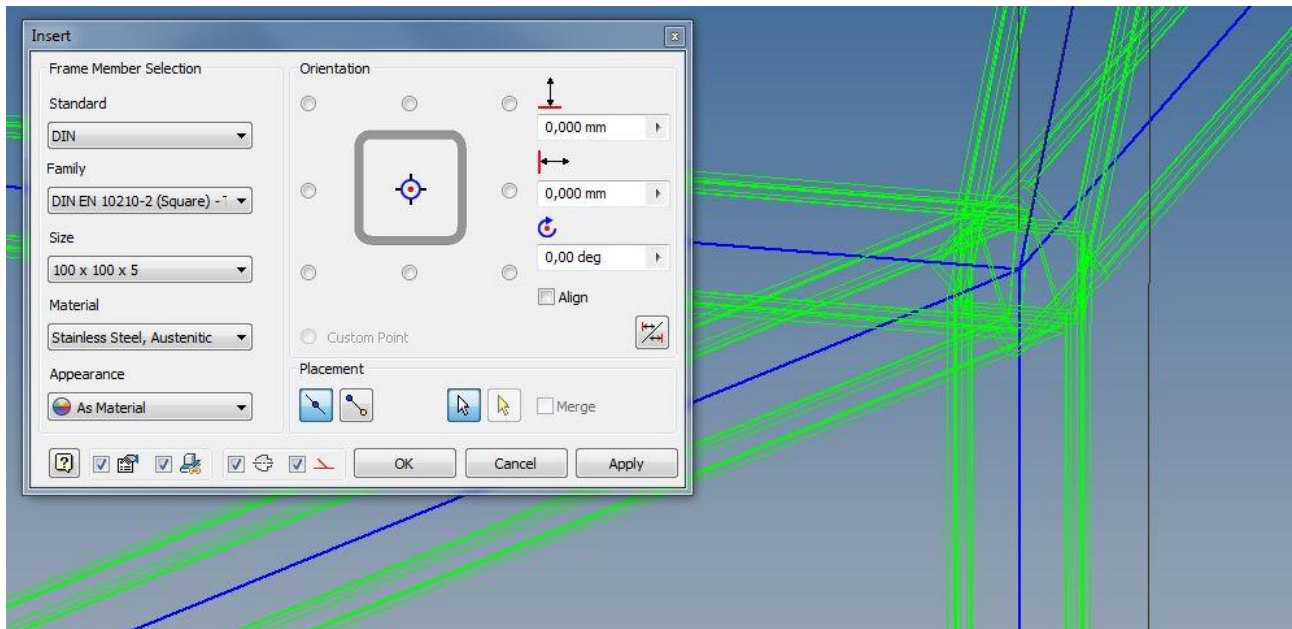 Insert
Frame Member Selection
Standard
DIN
Family
DIN EN 10210-2 (Square) -
Size
100 x 100 x 5
Material
Stainless Steel, Austenitic
Appearance
As Material
Orientation
0,000 mm
0,000 mm
0,00 deg
Align
Custom Point
Placement
Merge
?
OK
Cancel
Apply